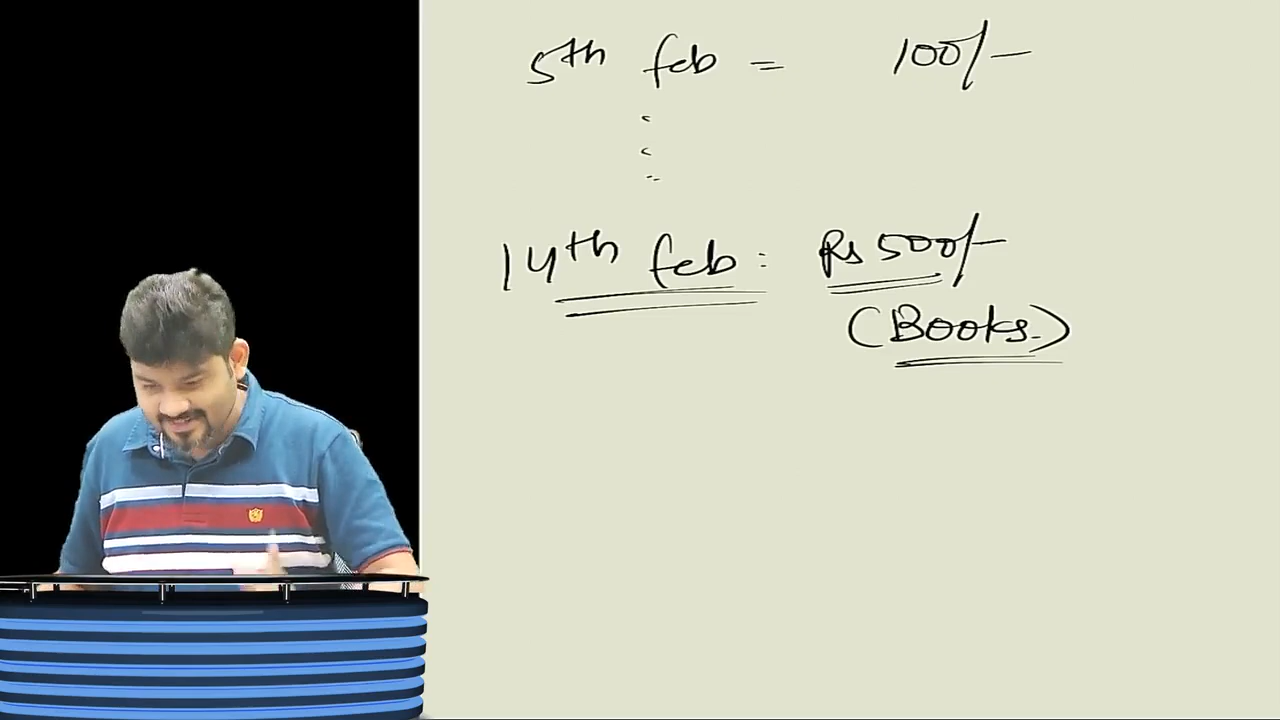 5th feb = 100/-
14th feb : Rs 500/-
(Books.)